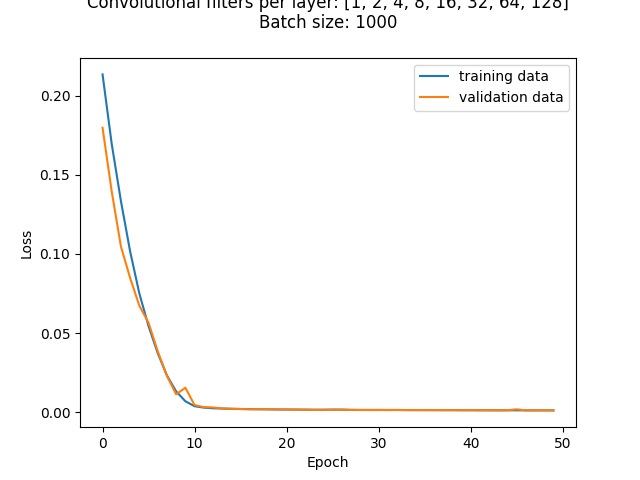 Convolutional filters per layer: [1, 2, 4, 8, 16, 32, 64, 128]
Batch size: 1000
training data
validation data
0.20
0.15
0.10
0.05
0.00
Loss
0 10 20 30 40 50
Epoch